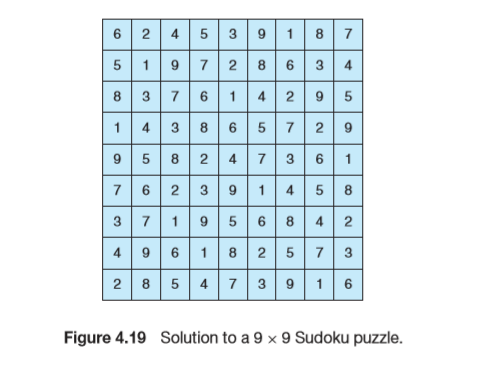 6 2 4 5 3 9 1 8 7
5 1 9 7 2 8 6 3 4
8 3 7 6 1 4 2 9 5
1 4 3 8 6 5 7 2 9
9 5 8 2 4 7 3 6 1
7 6 2 3 9 1 4 5 8
3 7 1 9 5 6 8 4 2
4 9 6 1 8 2 5 7 3
2 8 5 4 7 3 9 1 6
Figure 4.19 Solution to a 9 × 9 Sudoku puzzle.